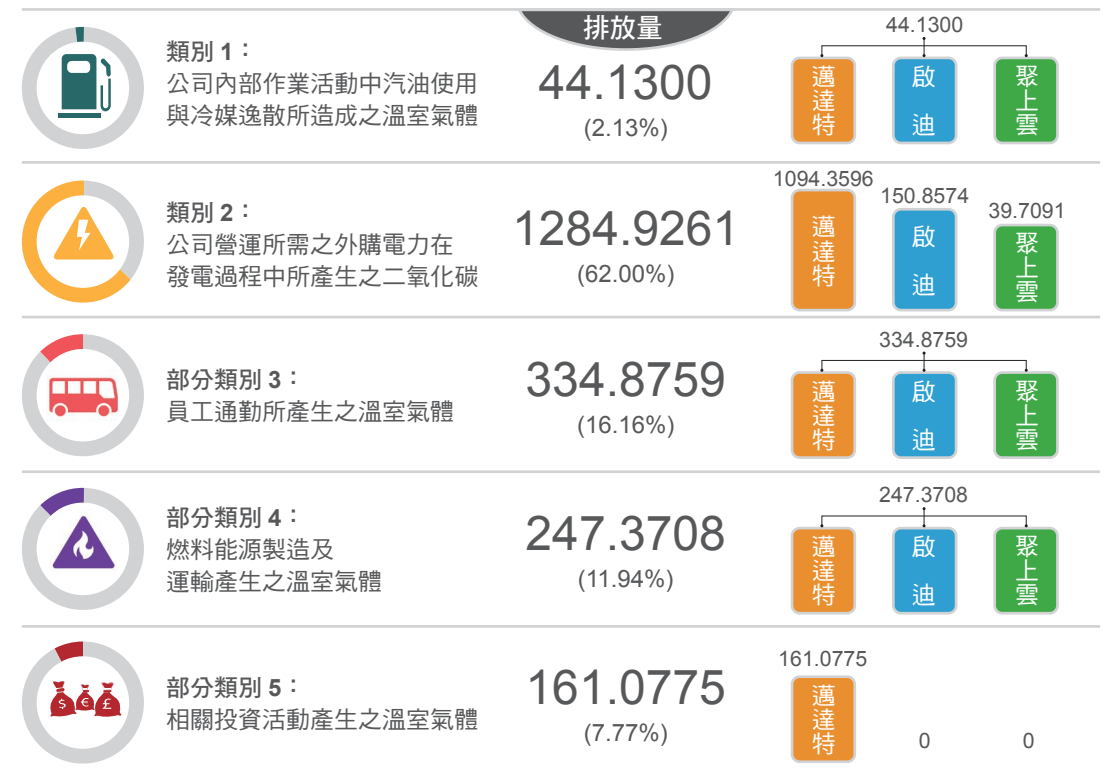 排放量
類別 1：
公司內部作業活動中汽油使用
與冷媒逸散所造成之溫室氣體
44.1300
(2.13%)
44.1300
邁達特
啟迪
聚上雲
類別 2：
公司營運所需之外購電力在
發電過程中所產生之二氧化碳
1284.9261
(62.00%)
1094.3596
邁達特
150.8574
啟迪
39.7091
聚上雲
部分類別 3：
員工通勤所產生之溫室氣體
334.8759
(16.16%)
334.8759
邁達特
啟迪
聚上雲
部分類別 4：
燃料能源製造及
運輸產生之溫室氣體
247.3708
(11.94%)
247.3708
邁達特
啟迪
聚上雲
$ € £
部分類別 5：
相關投資活動產生之溫室氣體
161.0775
(7.77%)
161.0775
邁達特
0
0